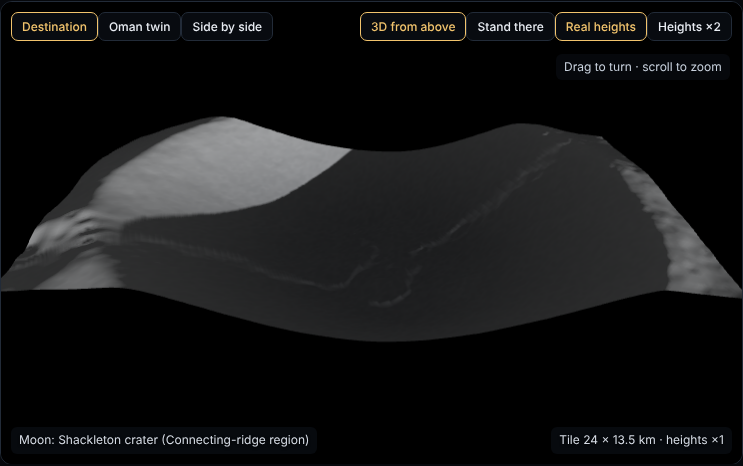 Destination Oman twin Side by side 3D from above Stand there Real heights Heights ×2
Drag to turn · scroll to zoom
Moon: Shackleton crater (Connecting-ridge region) Tile 24 × 13.5 km · heights ×1